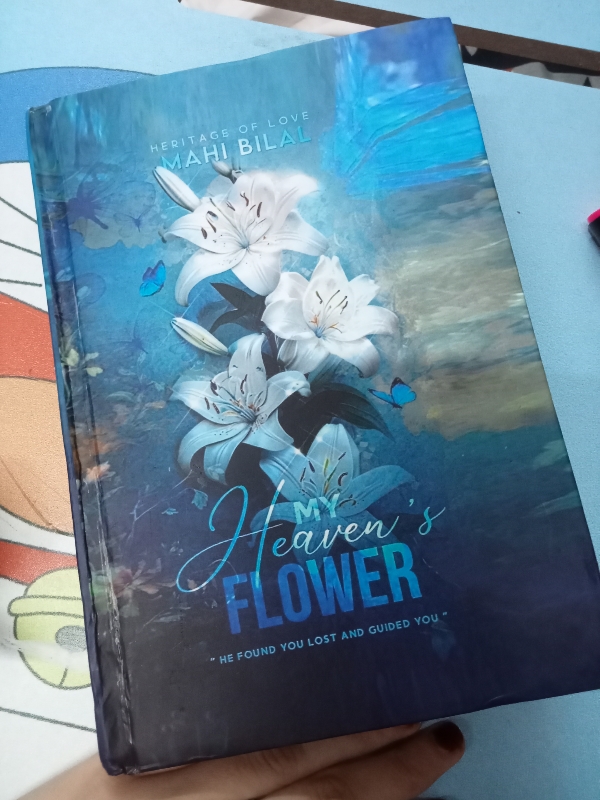 HERITAGE OF LOVE
MAHI BILAL
MY
Heaven's
FLOWER
" HE FOUND YOU LOST AND GUIDED YOU "